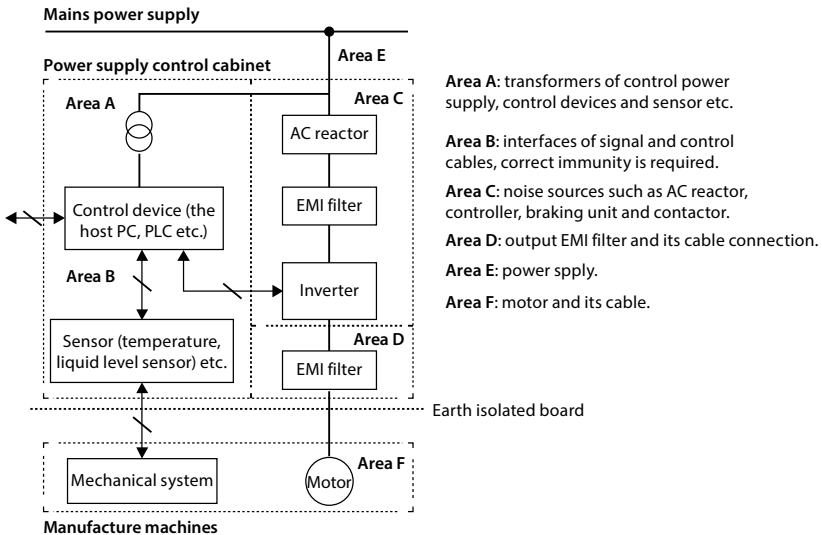 Mains power supply
Area E
Power supply control cabinet
Area A
Area C
AC reactor
EMI filter
Control device (the
host PC, PLC etc.)
Area B
Inverter
Sensor (temperature,
liquid level sensor) etc.
Area D
EMI filter
Earth isolated board
Area F
Mechanical system
Motor
Manufacture machines
Area A: transformers of control power
supply, control devices and sensor etc.
Area B: interfaces of signal and control
cables, correct immunity is required.
Area C: noise sources such as AC reactor,
controller, braking unit and contactor.
Area D: output EMI filter and its cable connection.
Area E: power spply.
Area F: motor and its cable.